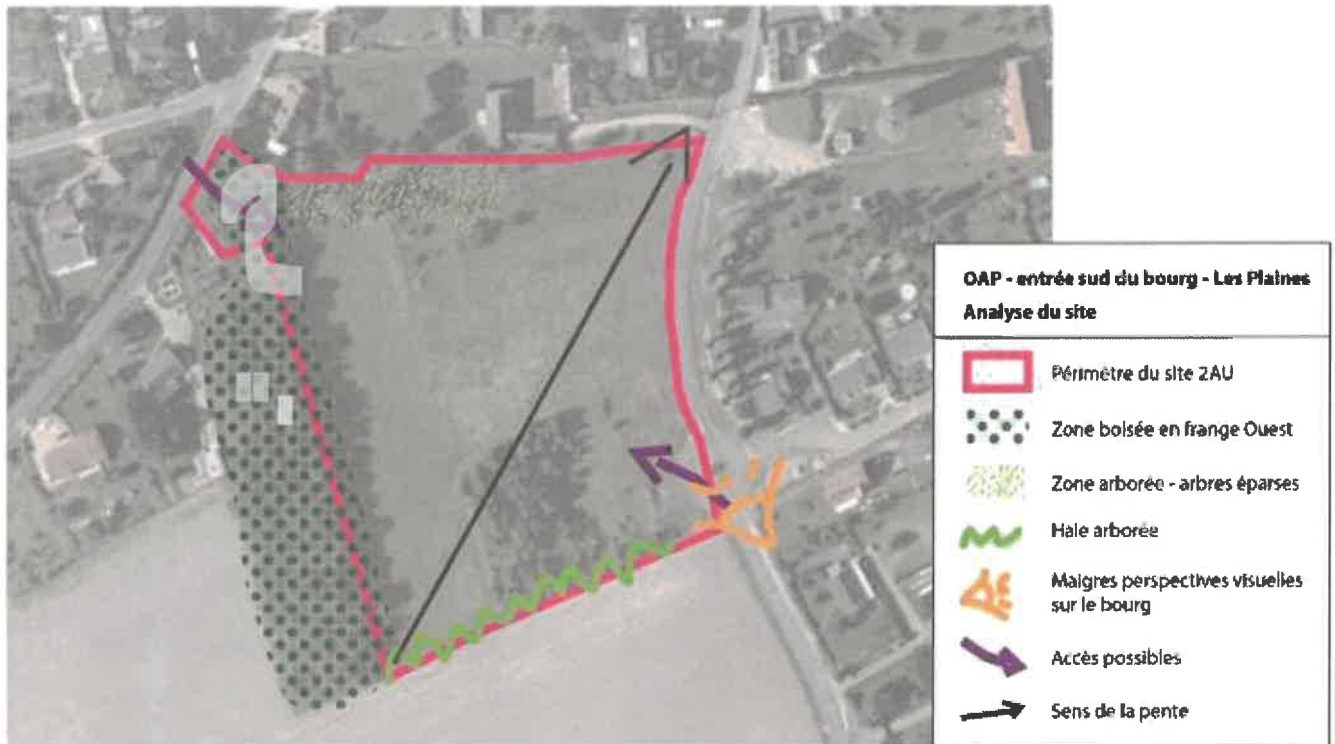 OAP - entrée sud du bourg - Les Plaines
Analyse du site
Périmètre du site 2AU
Zone boisée en frange Ouest
Zone arborée - arbres éparses
Haie arborée
Maigres perspectives visuelles
sur le bourg
Accès possibles
Sens de la pente